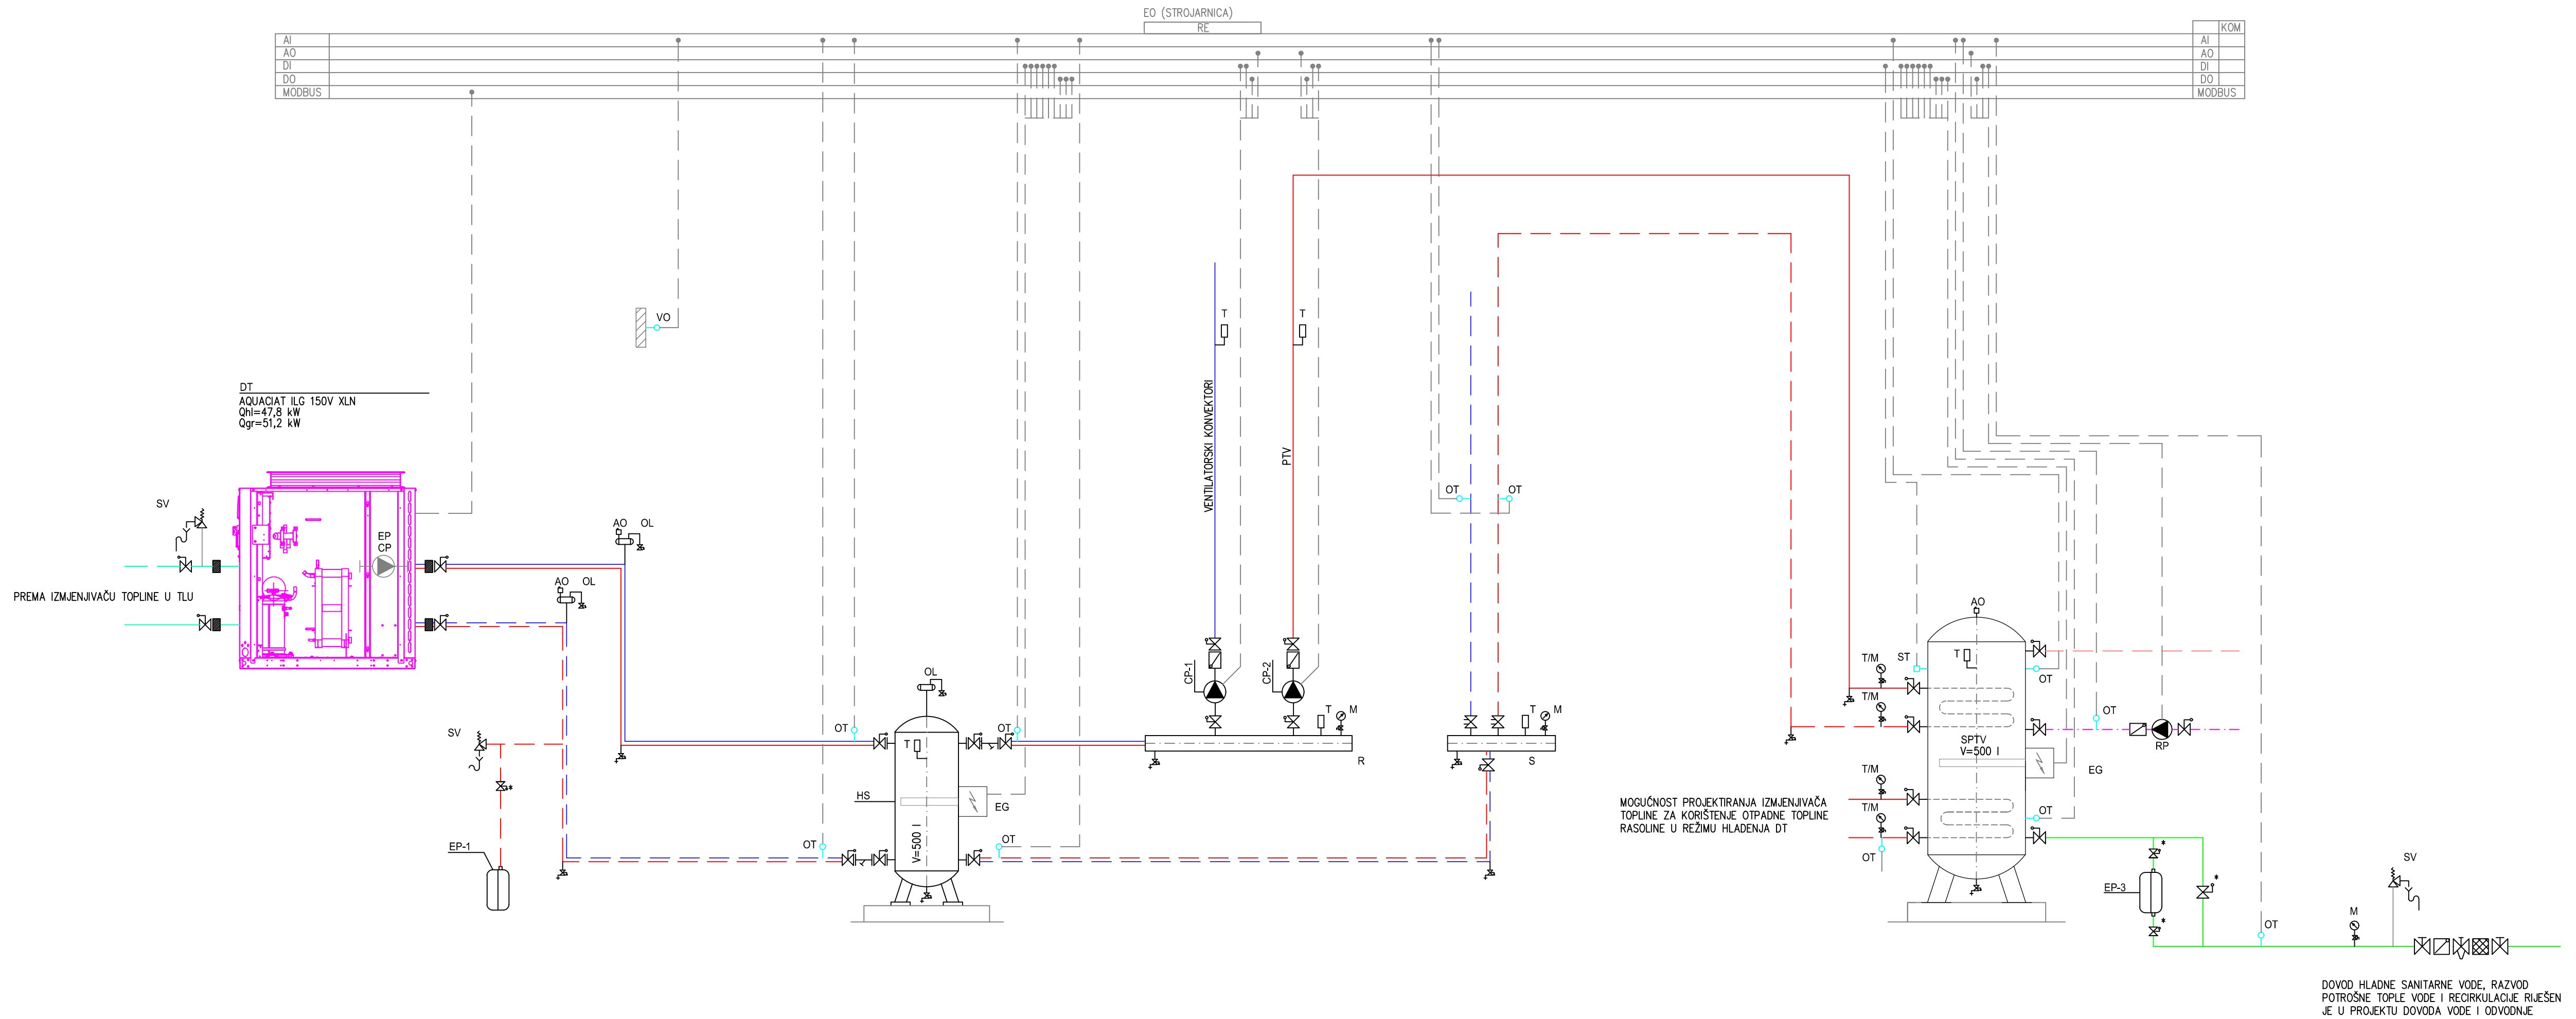 EO (STROJARNICA)
RE
KOM
AI
AI
AO
AO
DI
DI
DO
DO
MODBUS
MODBUS
VO
T
T
DT
AQUACIAT ILG 150V XLN
Qhl=47,8 kW
Qgr=51,2 kW
VENTILATORSKI KONVEKTORI
PTV
OT
OT
SV
AO
OL
EP
CP
AO
OL
PREMA IZMJENJIVAČU TOPLINE U TLU
AO
T/M
ST
T
OT
OL
CP-1
CP-2
T/M
T
M
T
M
OT
SV
OT
T
OT
SPTV
V=500 l
RP
R
S
T/M
EG
HS
EG
MOGUĆNOST PROJEKTIRANJA IZMJENJIVAČA
TOPLINE ZA KORIŠTENJE OTPADNE TOPLINE
RASOLINE U REŽIMU HLAĐENJA DT
T/M
OT
V=500 l
OT
OT
EP-1
OT
SV
*
*
EP-3
*
*
*
M
OT
DOVOD HLADNE SANITARNE VODE, RAZVOD
POTROŠNE TOPLE VODE I RECIRKULACIJE RIJEŠEN
JE U PROJEKTU DOVODA VODE I ODVODNJE